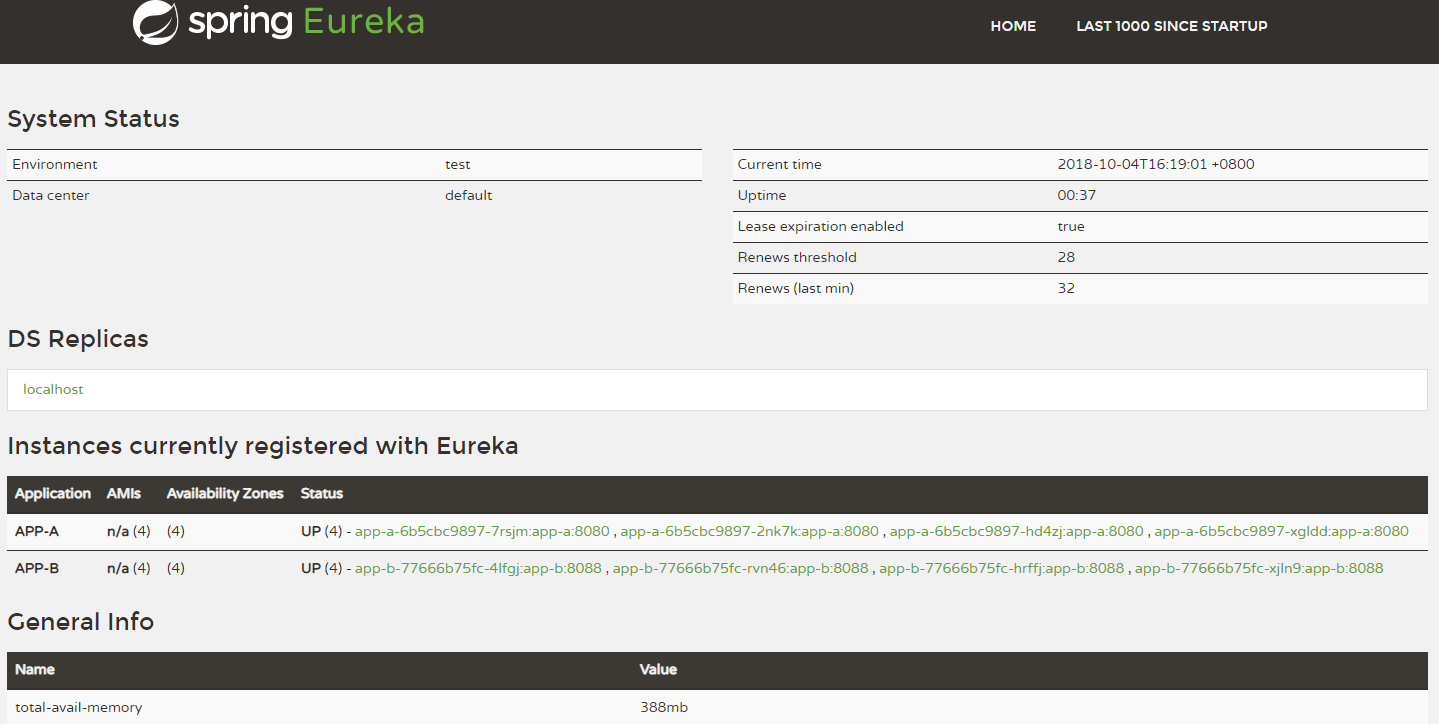 spring Eureka HOME LAST 1000 SINCE STARTUP
System Status
Environment test
Data center default
Current time 2018-10-04T16:19:01 +0800
Uptime 00:37
Lease expiration enabled true
Renews threshold 28
Renews (last min) 32
DS Replicas
localhost
Instances currently registered with Eureka
Application AMIs Availability Zones Status
APP-A n/a (4) (4) UP (4) - app-a-6b5cbc9897-7rsjm:app-a:8080 , app-a-6b5cbc9897-2nk7k:app-a:8080 , app-a-6b5cbc9897-hd4zj:app-a:8080 , app-a-6b5cbc9897-xgldd:app-a:8080
APP-B n/a (4) (4) UP (4) - app-b-77666b75fc-4lfgj:app-b:8088 , app-b-77666b75fc-rvn46:app-b:8088 , app-b-77666b75fc-hrffj:app-b:8088 , app-b-77666b75fc-xjln9:app-b:8088
General Info
Name Value
total-avail-memory 388mb